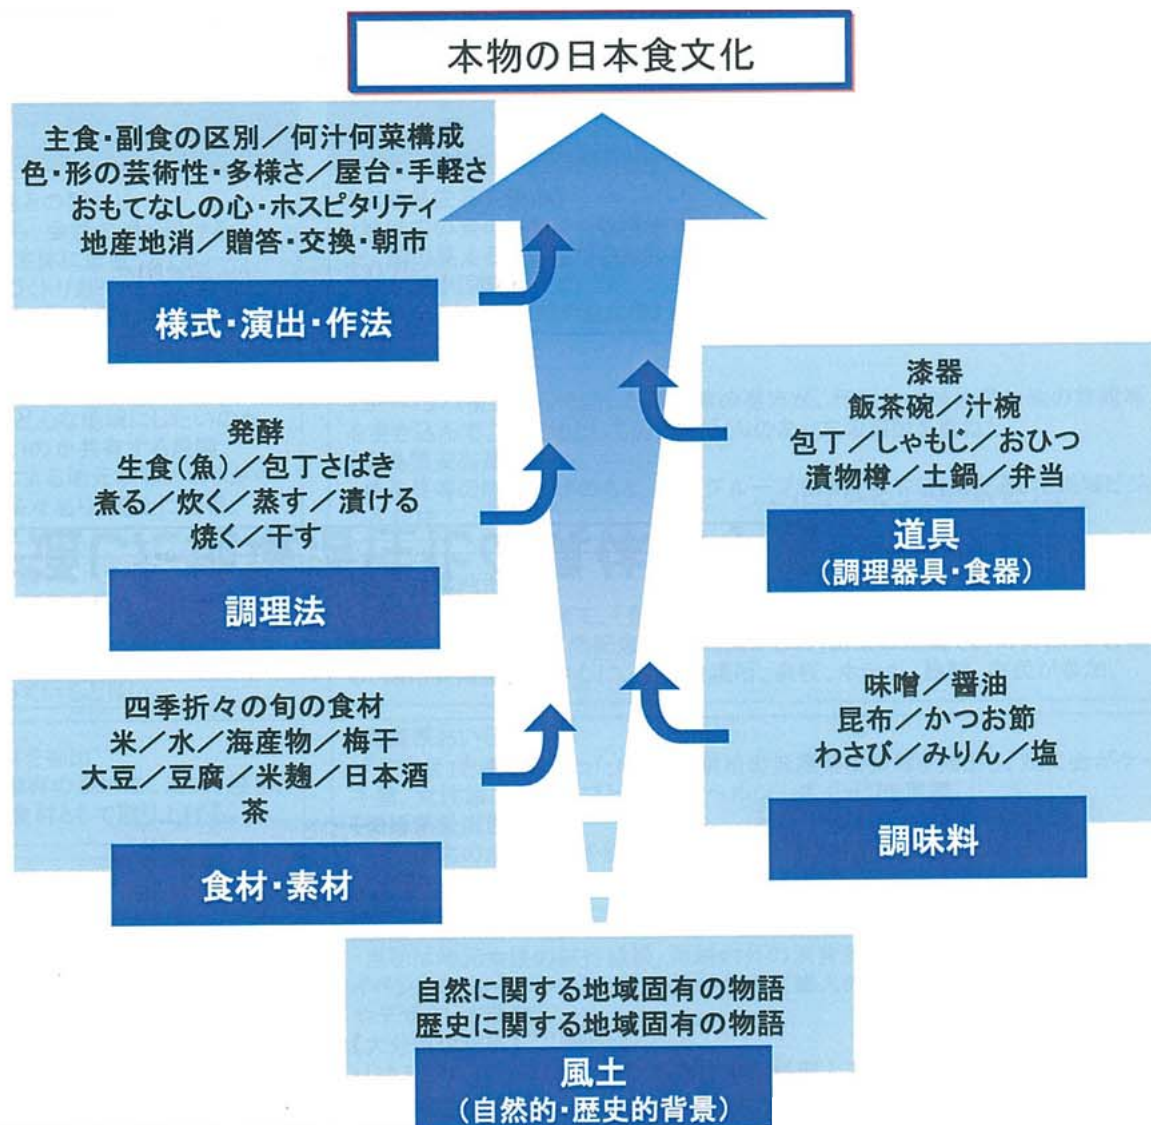 本物の日本食文化
主食・副食の区別／何汁何菜構成
色・形の芸術性・多様さ／屋台・手軽さ
おもてなしの心・ホスピタリティ
地産地消／贈答・交換・朝市
様式・演出・作法
漆器
飯茶碗／汁椀
包丁／しゃもじ／おひつ
漬物樽／土鍋／弁当
道具
（調理器具・食器）
発酵
生食（魚）／包丁さばき
煮る／炊く／蒸す／漬ける
焼く／干す
調理法
味噌／醤油
昆布／かつお節
わさび／みりん／塩
調味料
四季折々の旬の食材
米／水／海産物／梅干
大豆／豆腐／米麹／日本酒
茶
食材・素材
自然に関する地域固有の物語
歴史に関する地域固有の物語
風土
（自然的・歴史的背景）